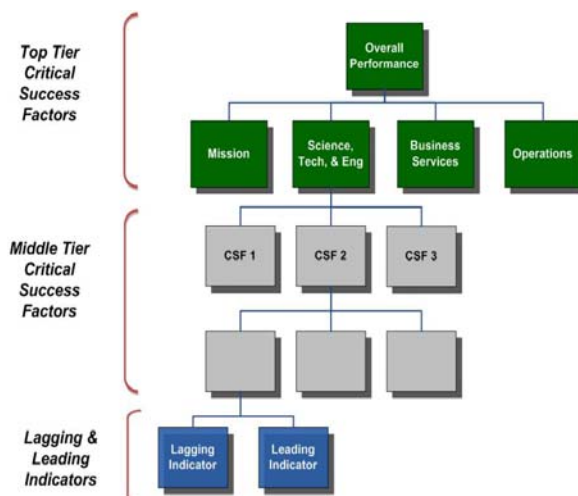 Top Tier
Critical
Success
Factors
Overall
Performance
Mission
Science,
Tech, & Eng
Business
Services
Operations
Middle Tier
Critical
Success
Factors
CSF 1
CSF 2
CSF 3
Lagging &
Leading
Indicators
Lagging
Indicator
Leading
Indicator